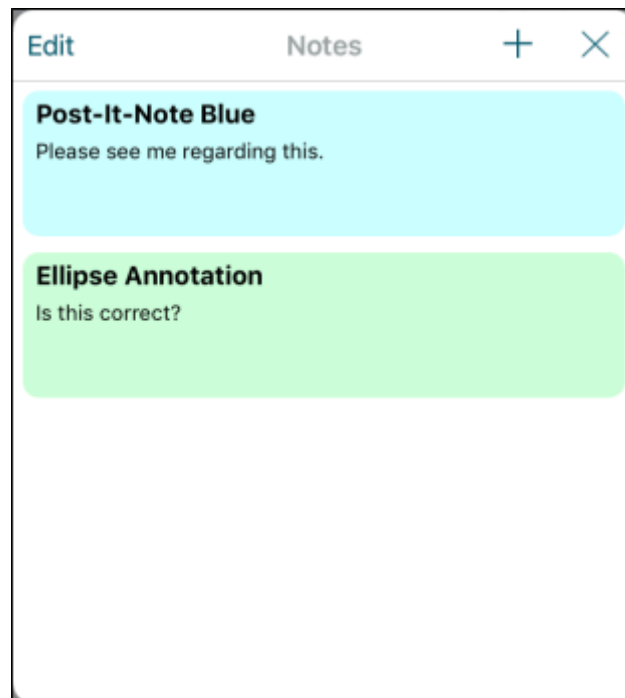 Edit Notes
Post-It-Note Blue
Please see me regarding this.
Ellipse Annotation
Is this correct?